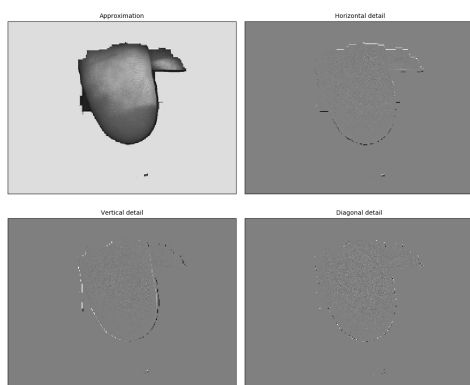 Approximation
Horizontal detail
Vertical detail
Diagonal detail